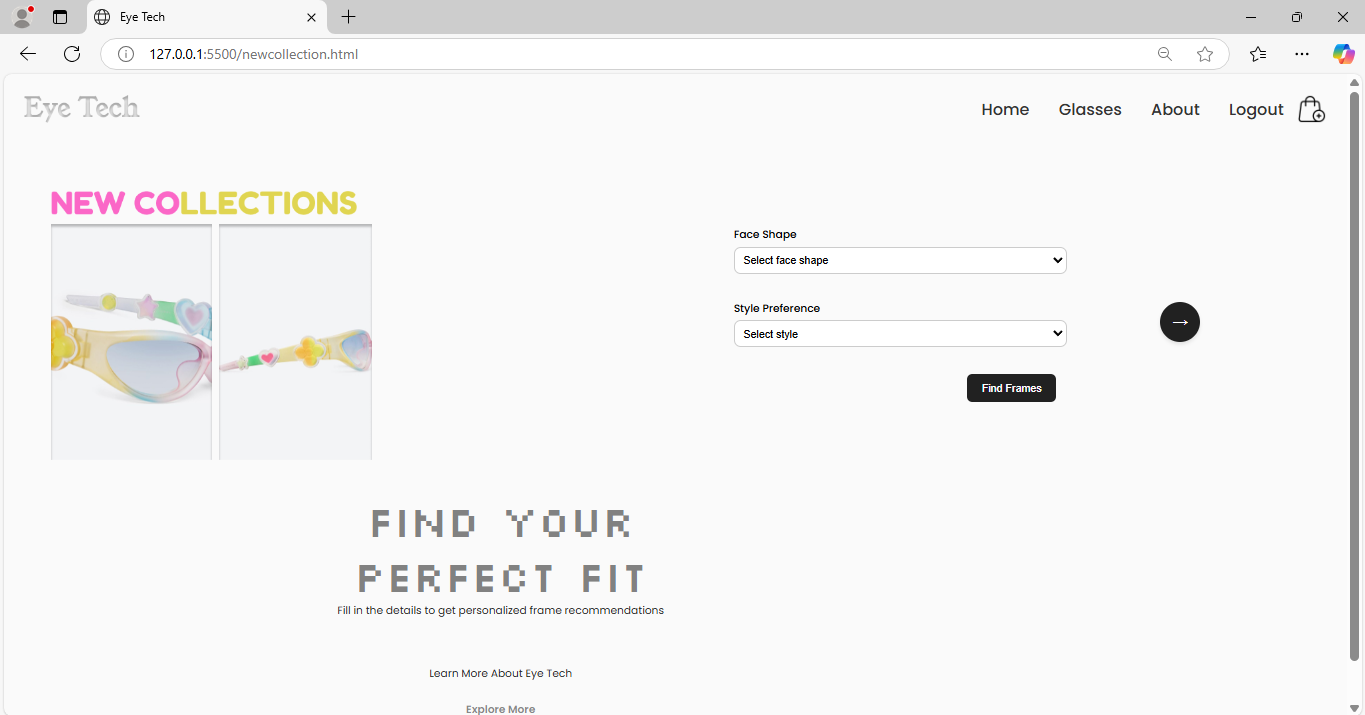 Eye Tech
127.0.0.1:5500/newcollection.html
Eye Tech
Home Glasses About Logout
NEW COLLECTIONS
Face Shape
Select face shape
Style Preference
Select style
→
Find Frames
FIND YOUR
PERFECT FIT
Fill in the details to get personalized frame recommendations
Learn More About Eye Tech
Explore More